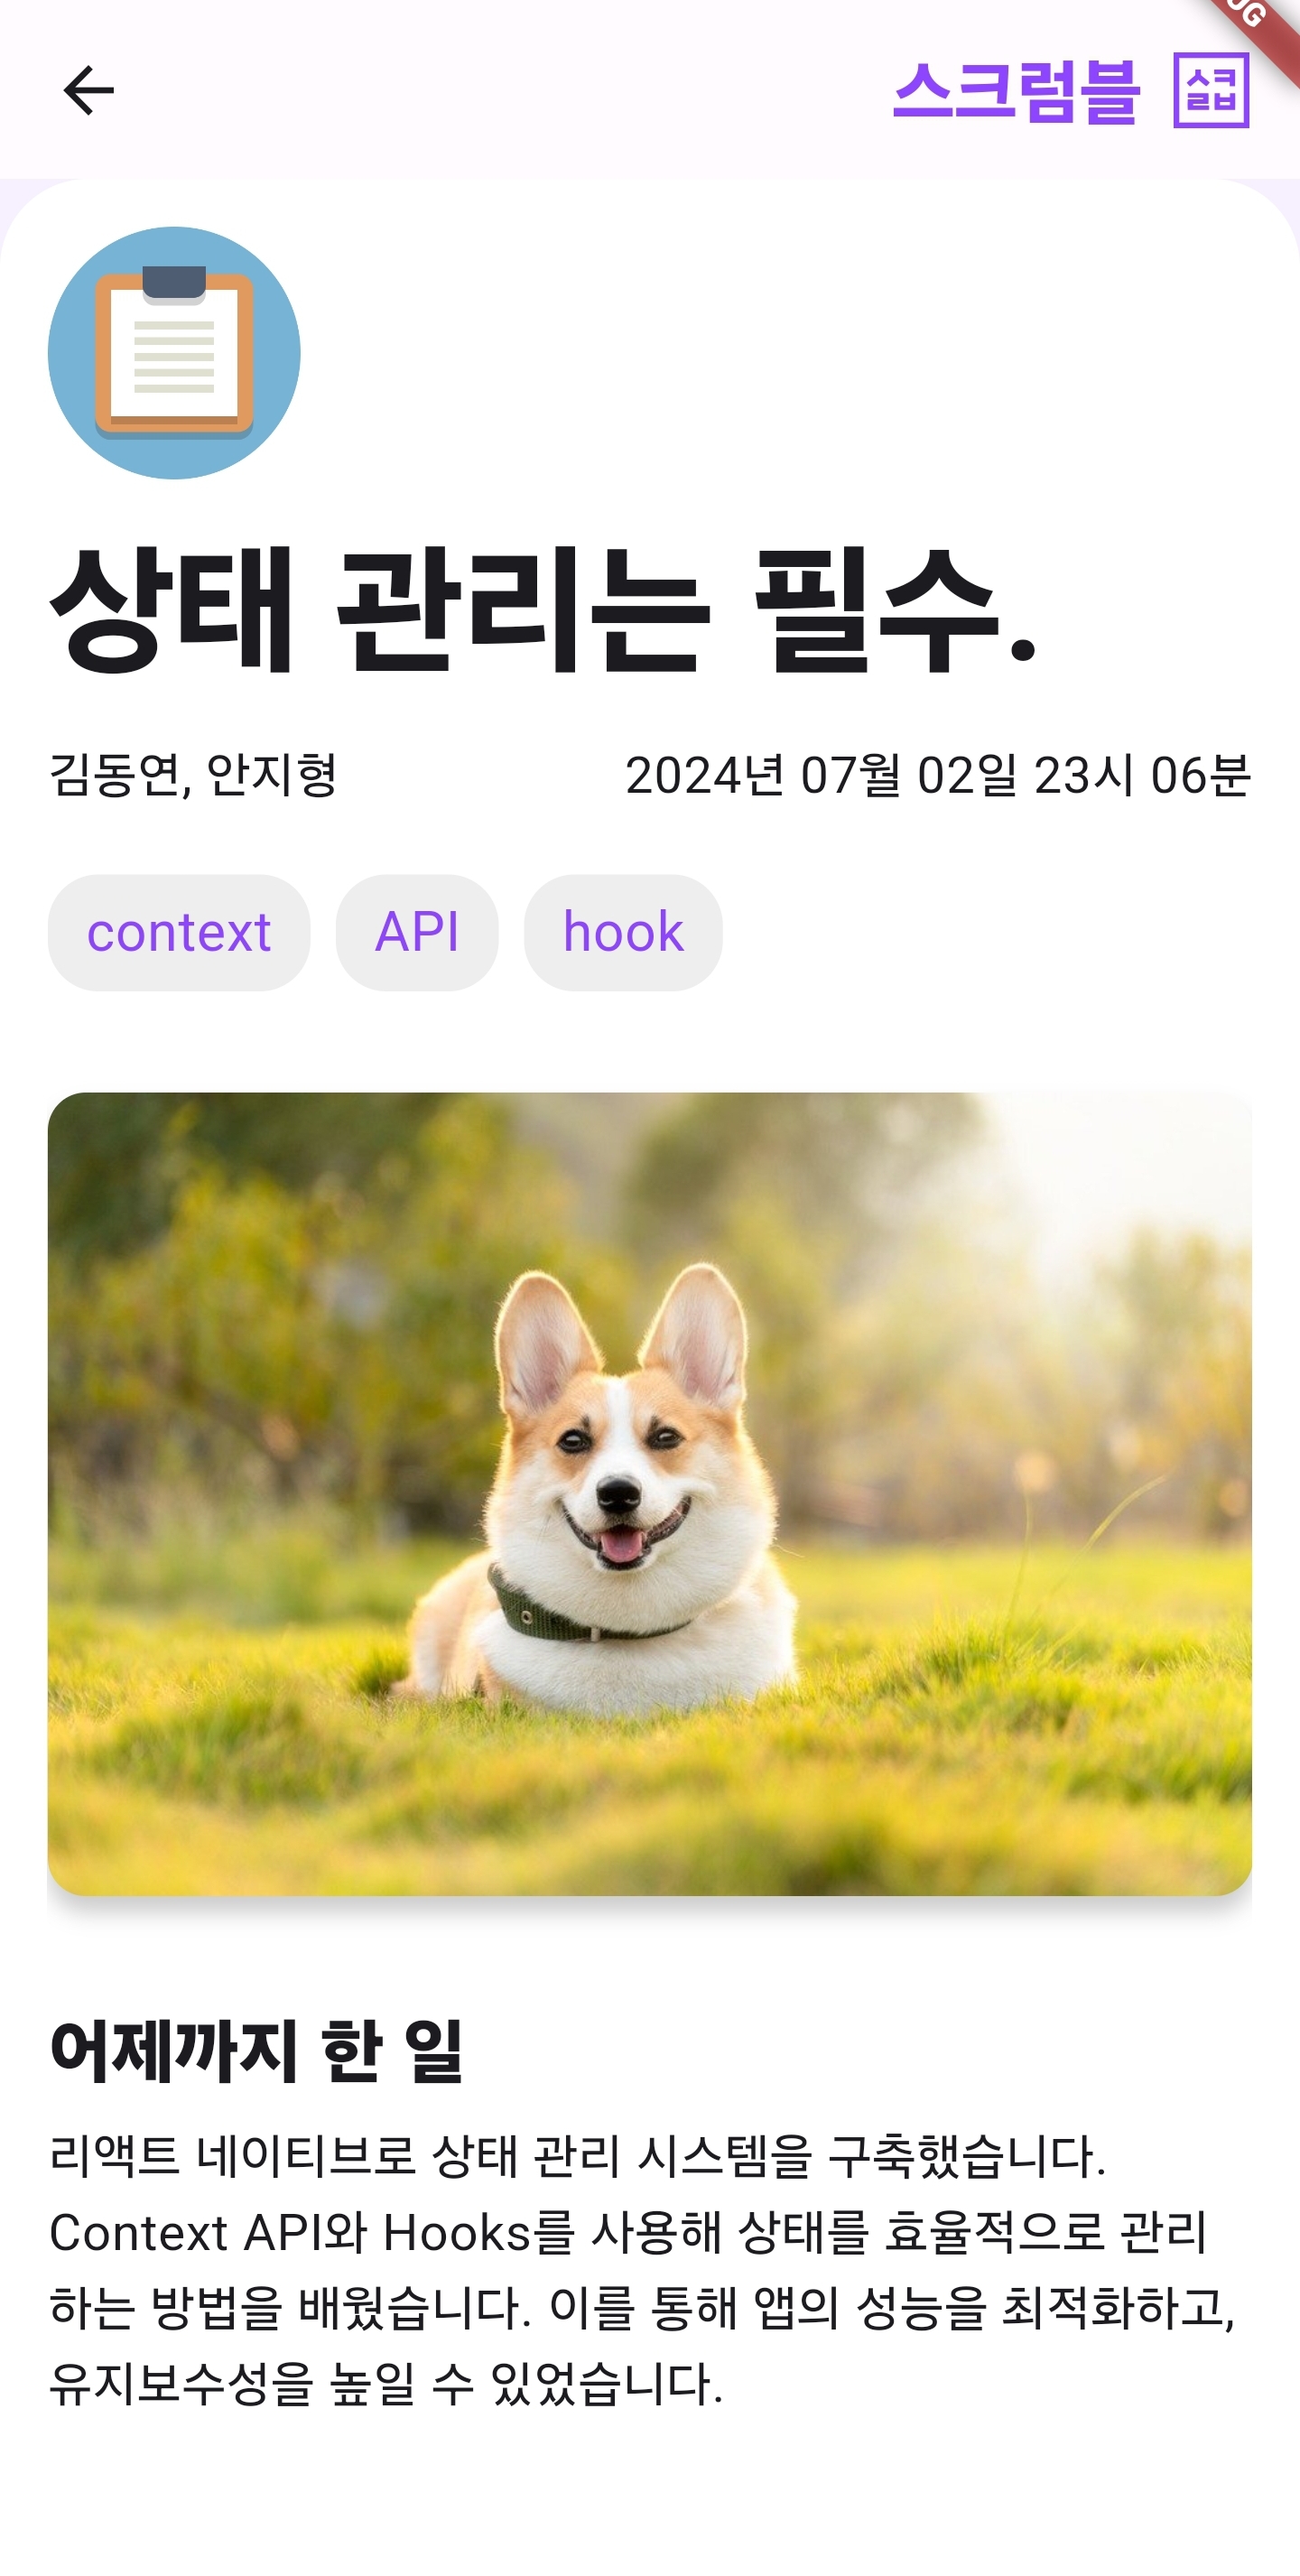 UG
스크럼블
스크
럼블
상태 관리는 필수.
김동연, 안지형 2024년 07월 02일 23시 06분
context API hook
어제까지 한 일
리액트 네이티브로 상태 관리 시스템을 구축했습니다.
Context API와 Hooks를 사용해 상태를 효율적으로 관리
하는 방법을 배웠습니다. 이를 통해 앱의 성능을 최적화하고,
유지보수성을 높일 수 있었습니다.